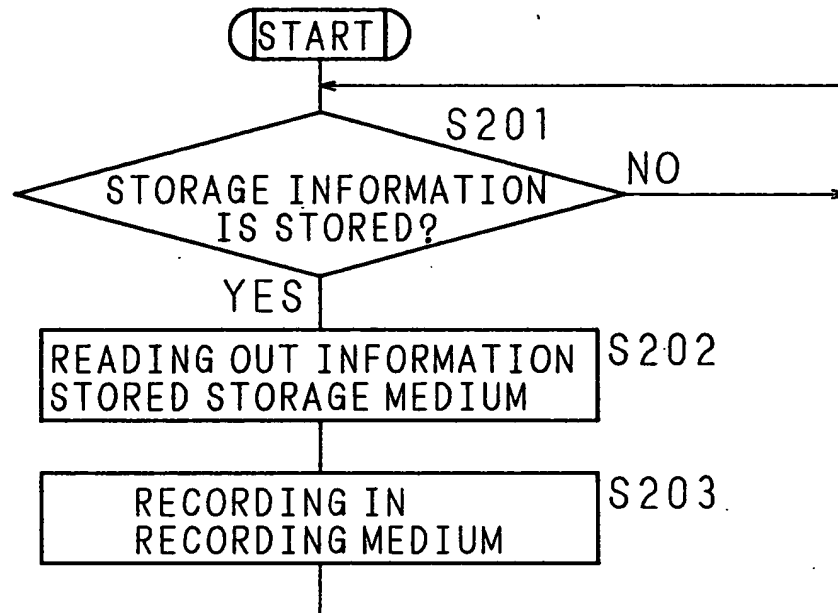 START
S201
STORAGE INFORMATION
IS STORED?
NO
YES
READING OUT INFORMATION
STORED STORAGE MEDIUM
S202
RECORDING IN
RECORDING MEDIUM
S203